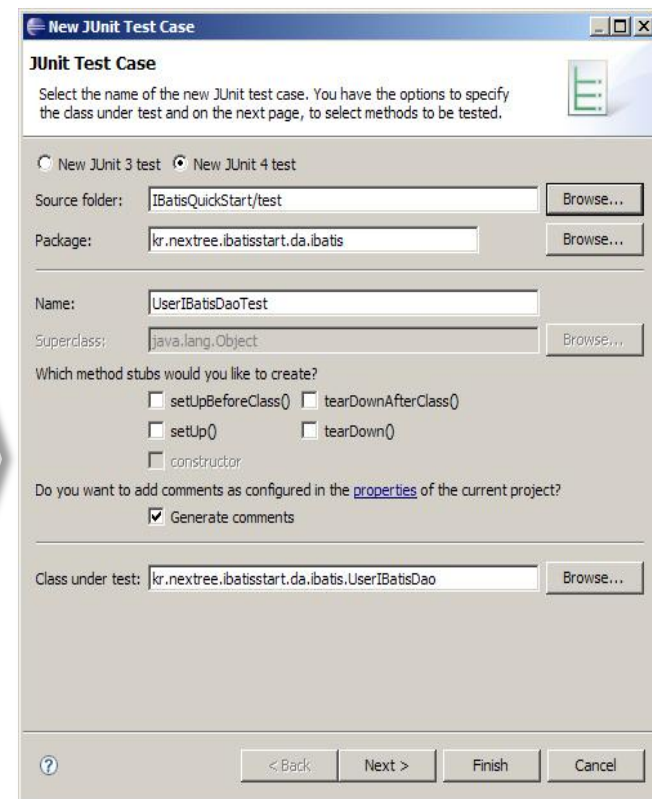 New JUnit Test Case
JUnit Test Case
Select the name of the new JUnit test case. You have the options to specify
the class under test and on the next page, to select methods to be tested.
New JUnit 3 test New JUnit 4 test
Source folder: IBatisQuickStart/test Browse...
Package: kr.nextree.ibatisstart.da.ibatis Browse...
Name: UserIBatisDaoTest
Superclass: java.lang.Object Browse...
Which method stubs would you like to create?
setUpBeforeClass() tearDownAfterClass()
setUp() tearDown()
constructor
Do you want to add comments as configured in the properties of the current project?
Generate comments
Class under test: kr.nextree.ibatisstart.da.ibatis.UserIBatisDao Browse...
? < Back Next > Finish Cancel